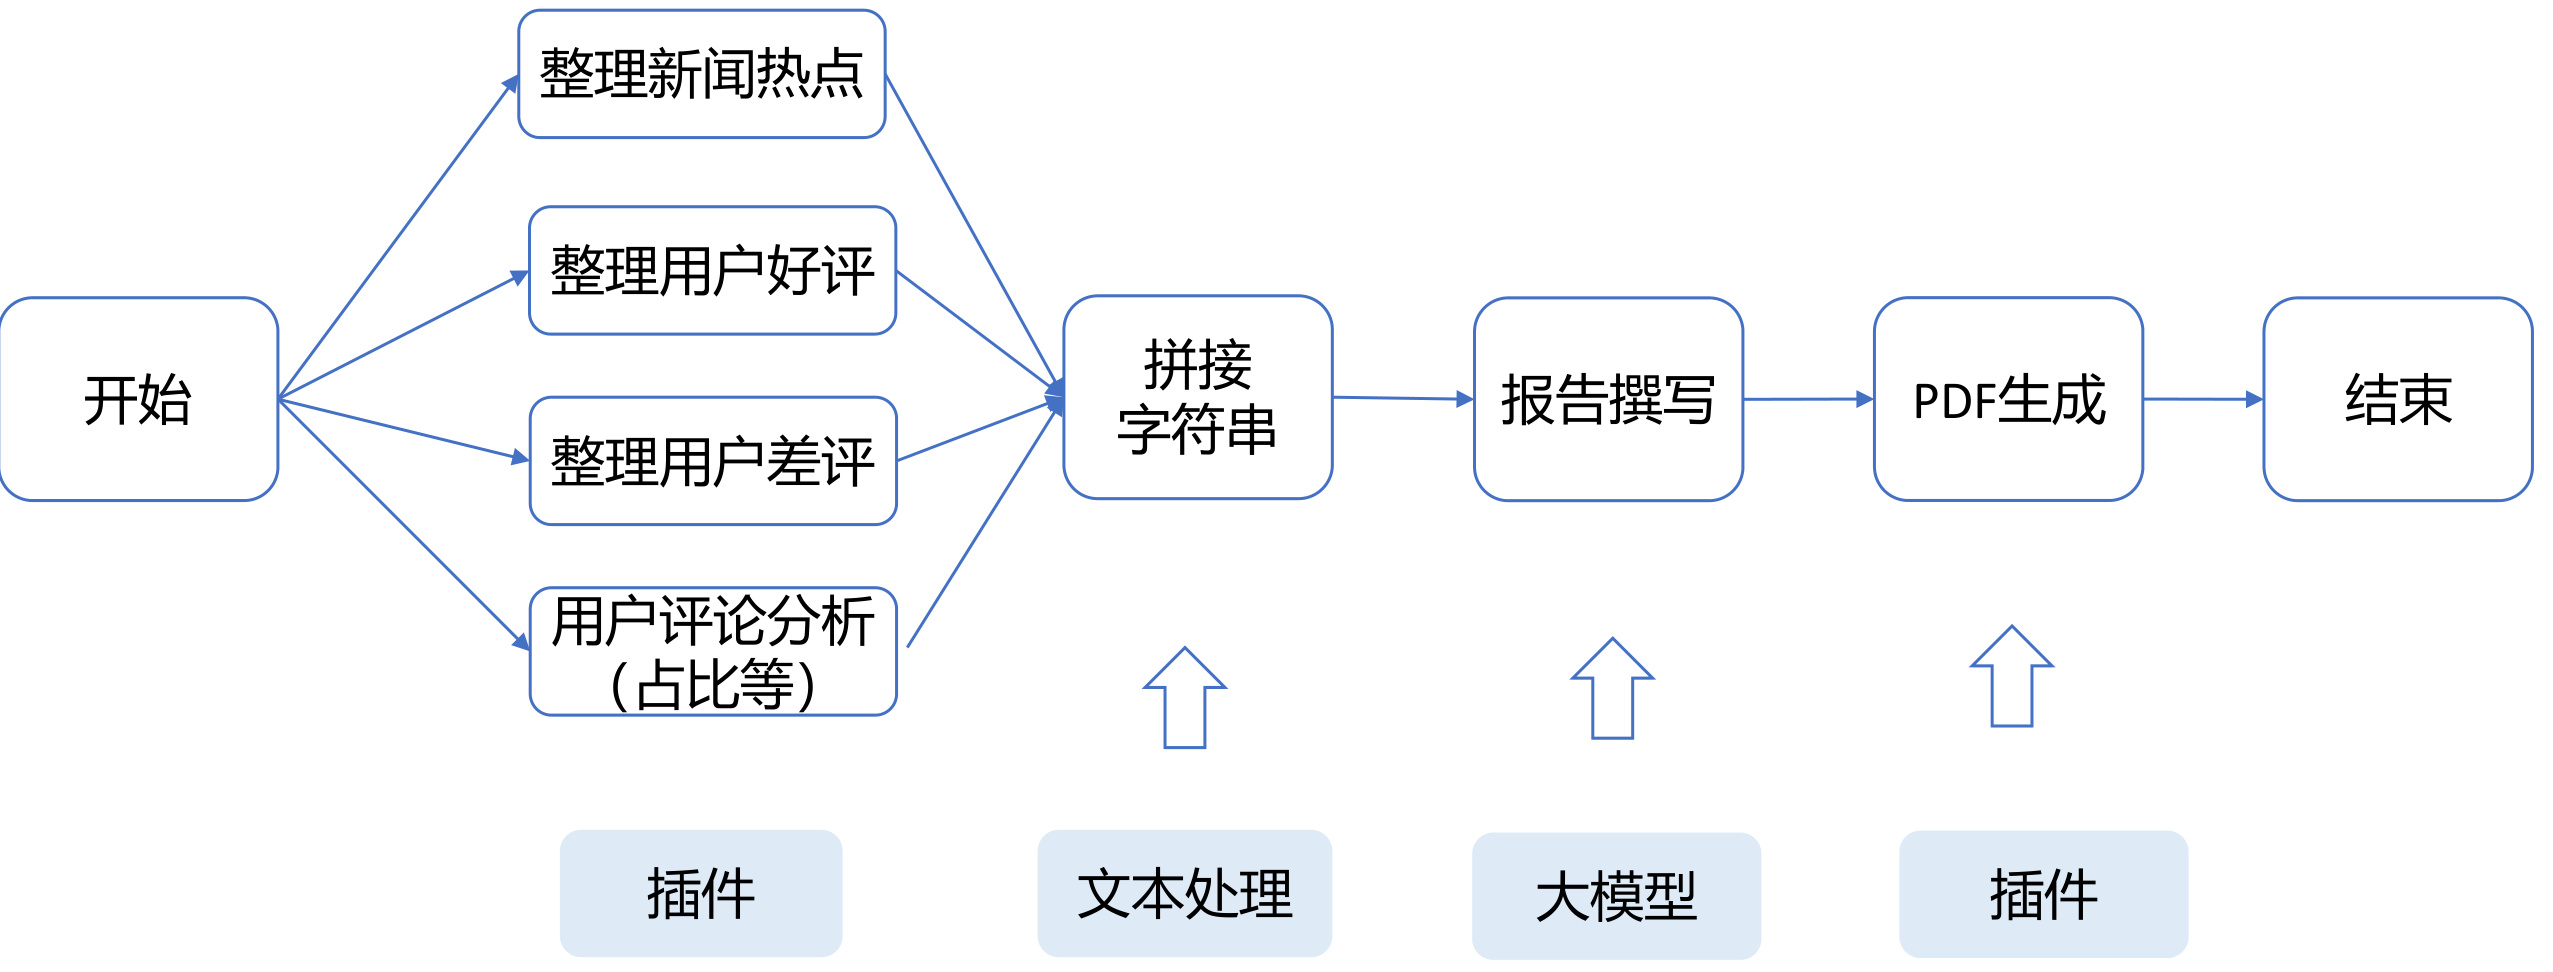 整理新闻热点
整理用户好评
开始
整理用户差评
用户评论分析
（占比等）
拼接
字符串
报告撰写
PDF生成
结束
插件
文本处理
大模型
插件